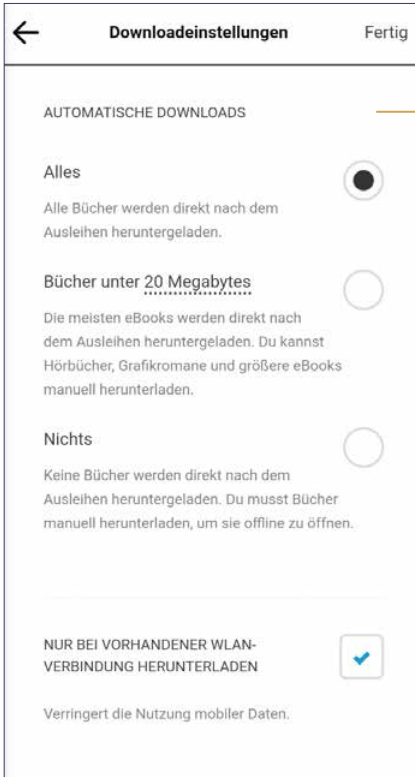 Downloadeinstellungen Fertig
AUTOMATISCHE DOWNLOADS
Alles
Alle Bücher werden direkt nach dem
Ausleihen heruntergeladen.
Bücher unter 20 Megabytes
Die meisten eBooks werden direkt nach
dem Ausleihen heruntergeladen. Du kannst
Hörbücher, Grafikromane und größere eBooks
manuell herunterladen.
Nichts
Keine Bücher werden direkt nach dem
Ausleihen heruntergeladen. Du musst Bücher
manuell herunterladen, um sie offline zu öffnen.
NUR BEI VORHANDENER WLAN-
VERBINDUNG HERUNTERLADEN
Verringert die Nutzung mobiler Daten.